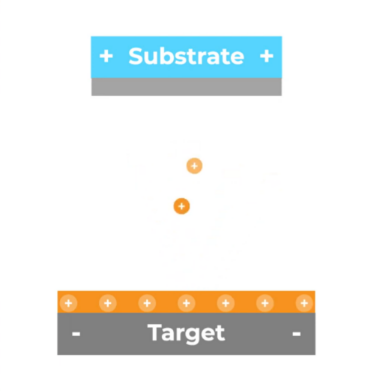 + Substrate +
+
+
+ + + + + + +
- Target -